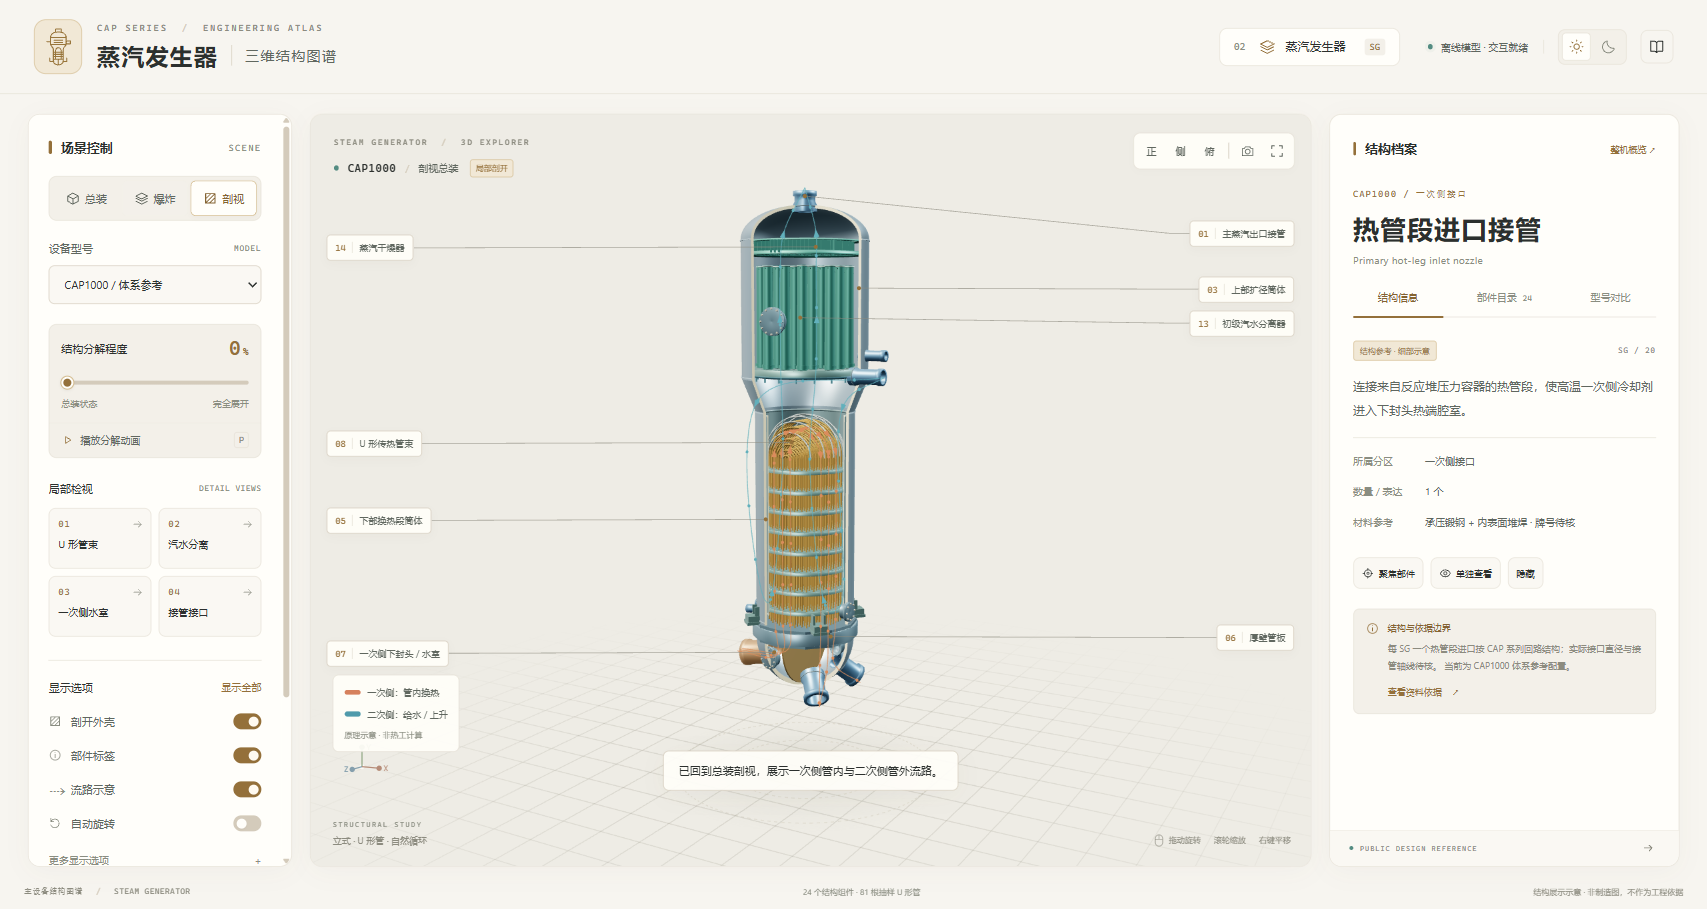 CAP SERIES / ENGINEERING ATLAS
蒸汽发生器
三维结构图谱
02 蒸汽发生器 SG
离线模型 · 交互就绪
场景控制 SCENE
总装 爆炸 剖视
设备型号 MODEL
CAP1000 / 体系参考
结构分解程度 0%
总装状态 完全展开
播放分解动画 P
局部检视 DETAIL VIEWS
01 → U 形管束
02 → 汽水分离
03 → 一次侧水室
04 → 接管接口
显示选项 显示全部
剖开外壳
部件标签
流路示意
自动旋转
更多显示选项 +
STEAM GENERATOR / 3D EXPLORER
CAP1000 / 剖视总装 局部剖开
正 侧 俯
14 蒸汽干燥器
01 主蒸汽出口接管
03 上部扩径筒体
13 初级汽水分离器
08 U 形传热管束
05 下部换热段筒体
06 厚壁管板
07 一次侧下封头 / 水室
一次侧：管内换热
二次侧：给水 / 上升
原理示意 · 非热工计算
Z X
已回到总装剖视，展示一次侧管内与二次侧管外流路。
STRUCTURAL STUDY
立式 · U 形管 · 自然循环
拖动旋转 滚轮缩放 右键平移
结构档案 整机概览 ↗
CAP1000 / 一次侧接口
热管段进口接管
Primary hot-leg inlet nozzle
结构信息 部件目录 24 型号对比
结构参考 · 细部示意 SG / 20
连接来自反应堆压力容器的热管段，使高温一次侧冷却剂
进入下封头热端腔室。
所属分区 一次侧接口
数量 / 表达 1 个
材料参考 承压锻钢 + 内表面堆焊 · 牌号待核
聚焦部件 单独查看 隐藏
结构与依据边界
每 SG 一个热管段进口按 CAP 系列回路结构；实际接口直径与接
管轴线待核。 当前为 CAP1000 体系参考配置。
查看资料依据 ↗
PUBLIC DESIGN REFERENCE →
主设备结构图谱 / STEAM GENERATOR
24 个结构组件 · 81 根抽样 U 形管
结构展示示意 · 非制造图，不作为工程依据